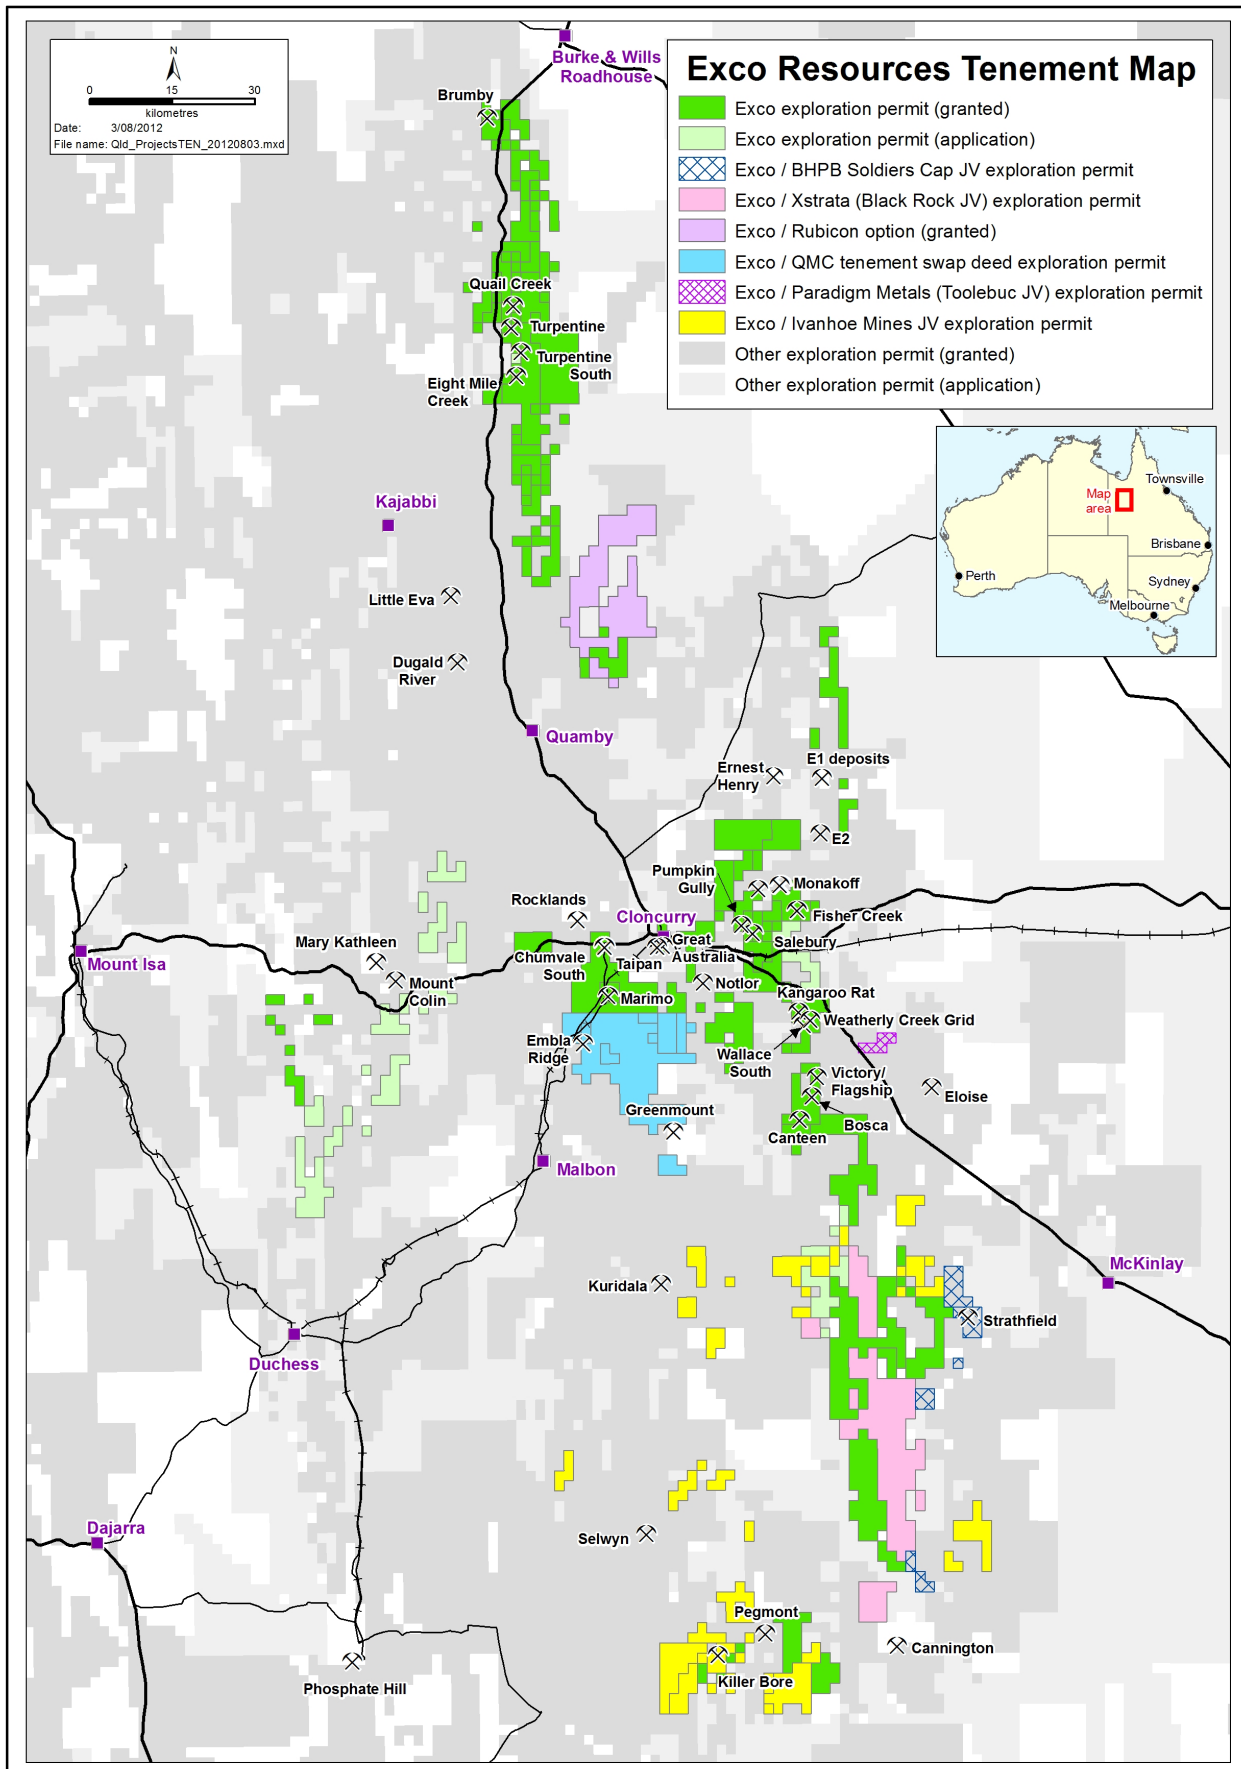 N
0 15 30
kilometres
Date: 3/08/2012
File name: Qld_ProjectsTEN_20120803.mxd
Burke & Wills
Roadhouse
Exco Resources Tenement Map
Exco exploration permit (granted)
Exco exploration permit (application)
Exco / BHPB Soldiers Cap JV exploration permit
Exco / Xstrata (Black Rock JV) exploration permit
Exco / Rubicon option (granted)
Exco / QMC tenement swap deed exploration permit
Exco / Paradigm Metals (Toolebuc JV) exploration permit
Exco / Ivanhoe Mines JV exploration permit
Other exploration permit (granted)
Other exploration permit (application)
Brumby
Quail Creek
Turpentine
Turpentine
South
Eight Mile
Creek
Map
area
Townsville
Brisbane
Perth
Sydney
Melbourne
Kajabbi
Little Eva
Dugald
River
Quamby
Ernest
Henry
E1 deposits
E2
Pumpkin
Gully
Monakoff
Rocklands
Cloncurry
Fisher Creek
Mary Kathleen
Great
Australia
Salebury
Mount Isa
Chumvale
South
Taipan
Mount
Colin
Notlor
Marimo
Kangaroo Rat
Weatherly Creek Grid
Embla
Ridge
Wallace
South
Victory/
Flagship
Eloise
Greenmount
Bosca
Canteen
Malbon
McKinlay
Kuridala
Strathfield
Duchess
Dajarra
Selwyn
Pegmont
Cannington
Killer Bore
Phosphate Hill